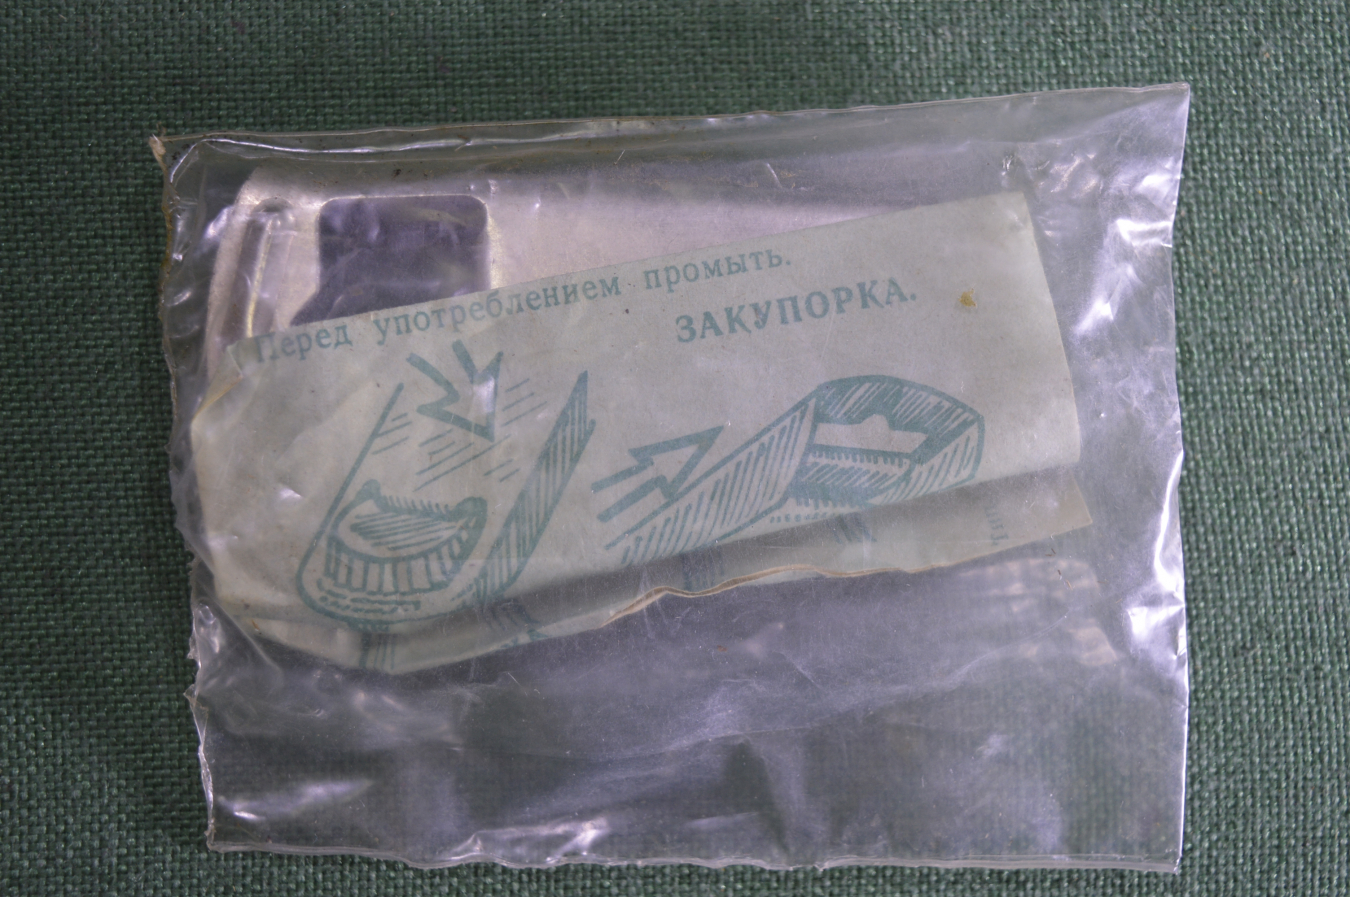 Перед употреблением промыть.
ЗАКУПОРКА.